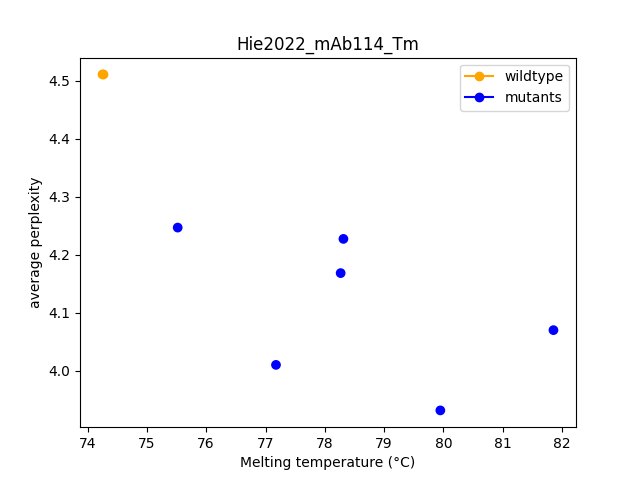 Hie2022_mAb114_Tm
wildtype
mutants
4.5
4.4
4.3
4.2
4.1
4.0
average perplexity
74 75 76 77 78 79 80 81 82
Melting temperature (°C)